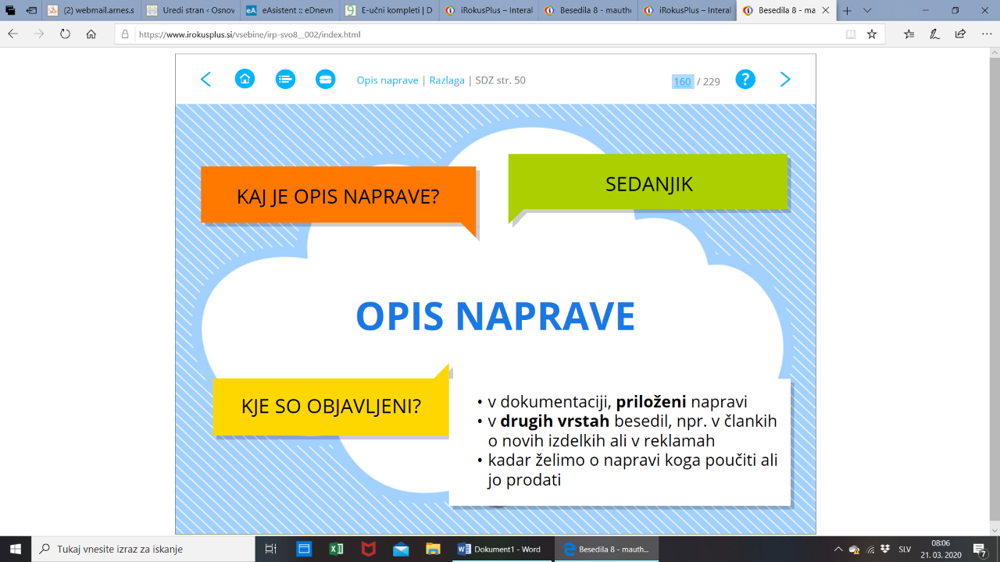 (2) webmail.arnes.s
Uredi stran ‹ Osnov
eAsistent :: eDnevn
E-učni kompleti | D
iRokusPlus – Interal
Besedila 8 - mautho
iRokusPlus – Interal
Besedila 8 - ma
https://www.irokusplus.si/vsebine/irp-svo8__002/index.html
Opis naprave | Razlaga | SDZ str. 50
160 / 229
?
KAJ JE OPIS NAPRAVE?
SEDANJIK
OPIS NAPRAVE
KJE SO OBJAVLJENI?
• v dokumentaciji, priloženi napravi
• v drugih vrstah besedil, npr. v člankih
o novih izdelkih ali v reklamah
• kadar želimo o napravi koga poučiti ali
jo prodati
Tukaj vnesite izraz za iskanje
Dokument1 - Word
Besedila 8 - mauth...
SLV
08:06
21. 03. 2020
7